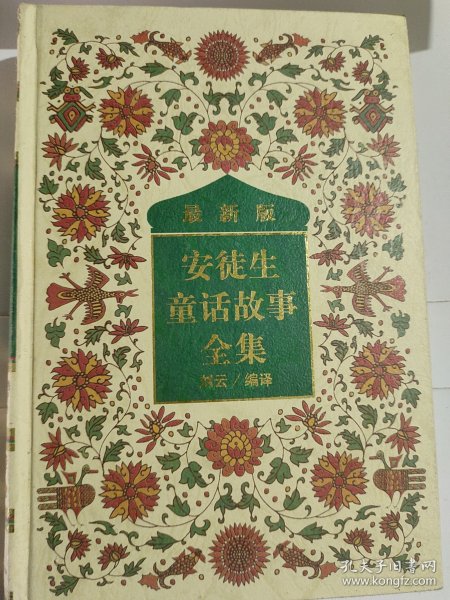 最新版
安徒生
童话故事
全集
云/编译
孔夫子旧书网
www.kongfz.com